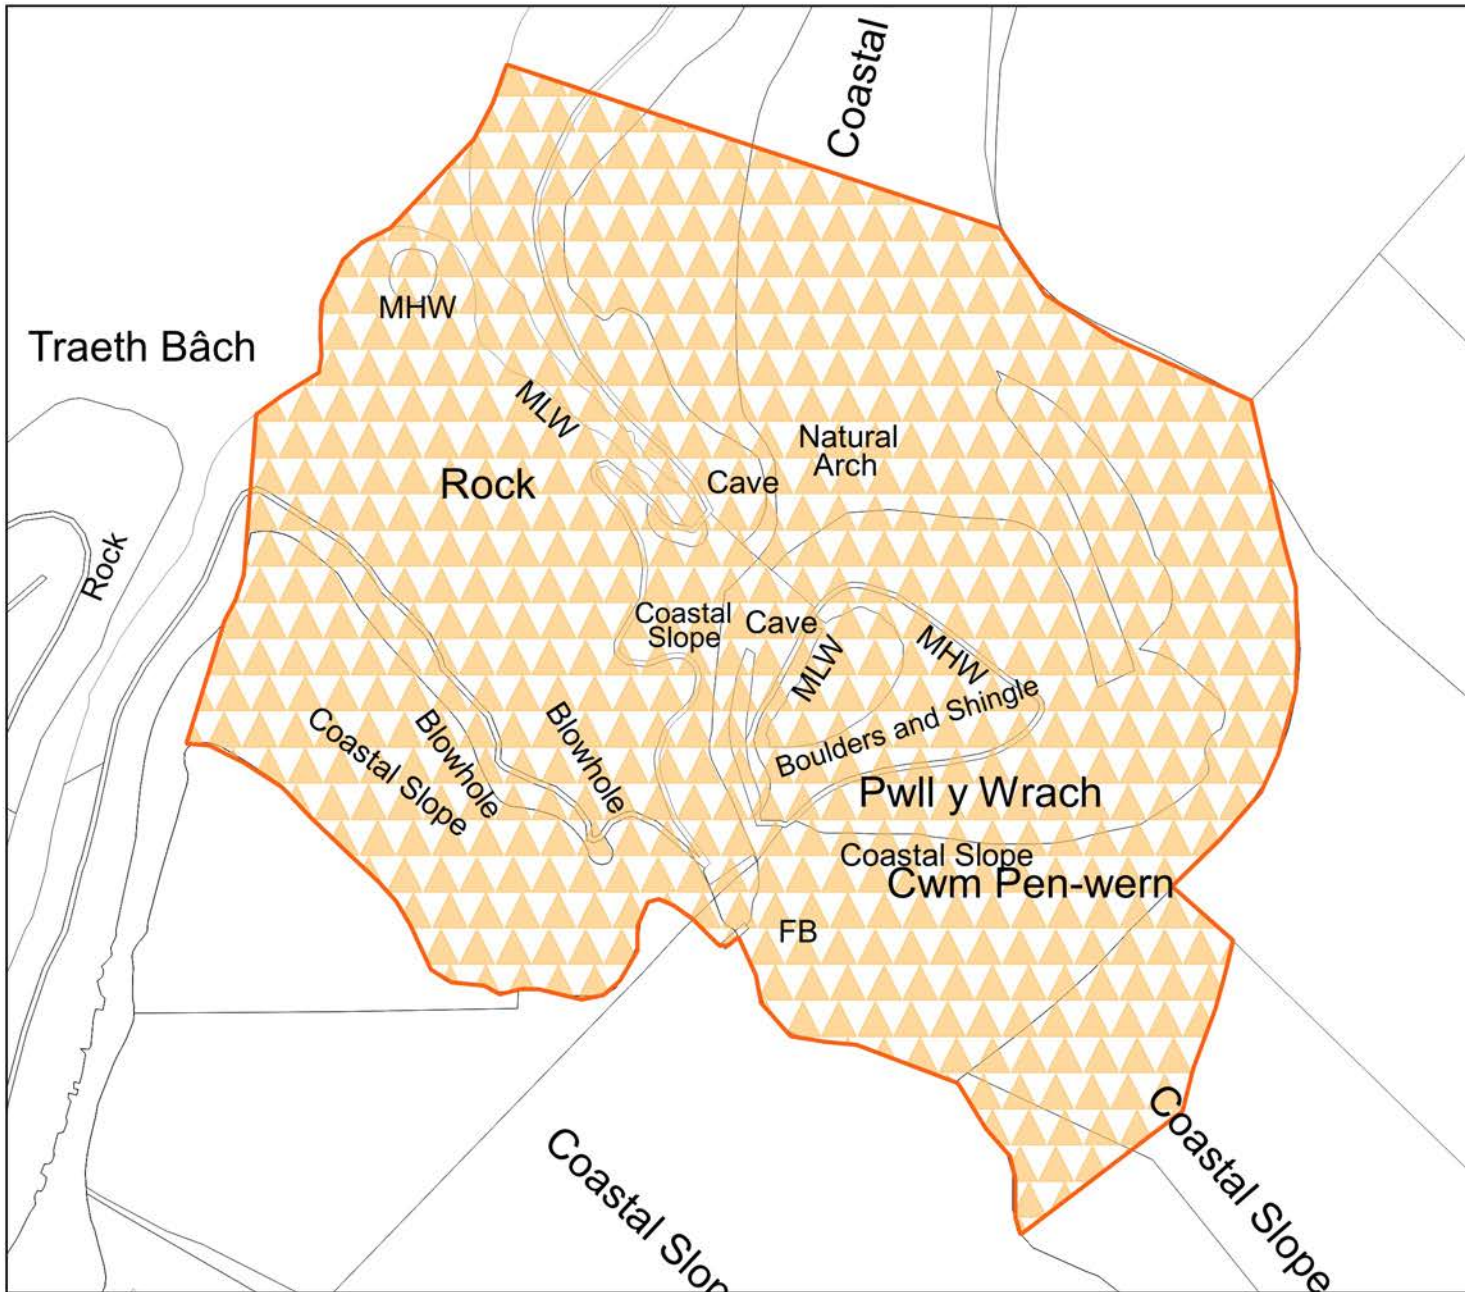 Coastal
MHW
Traeth Bâch
MLW
Natural
Arch
Rock
Cave
Rock
Coastal
Slope
Cave
MLW
MHW
Boulders and Shingle
Blowhole
Blowhole
Coastal Slope
Pwll y Wrach
Coastal Slope
Cwm Pen-wern
FB
Coastal Slope
Coastal Slop